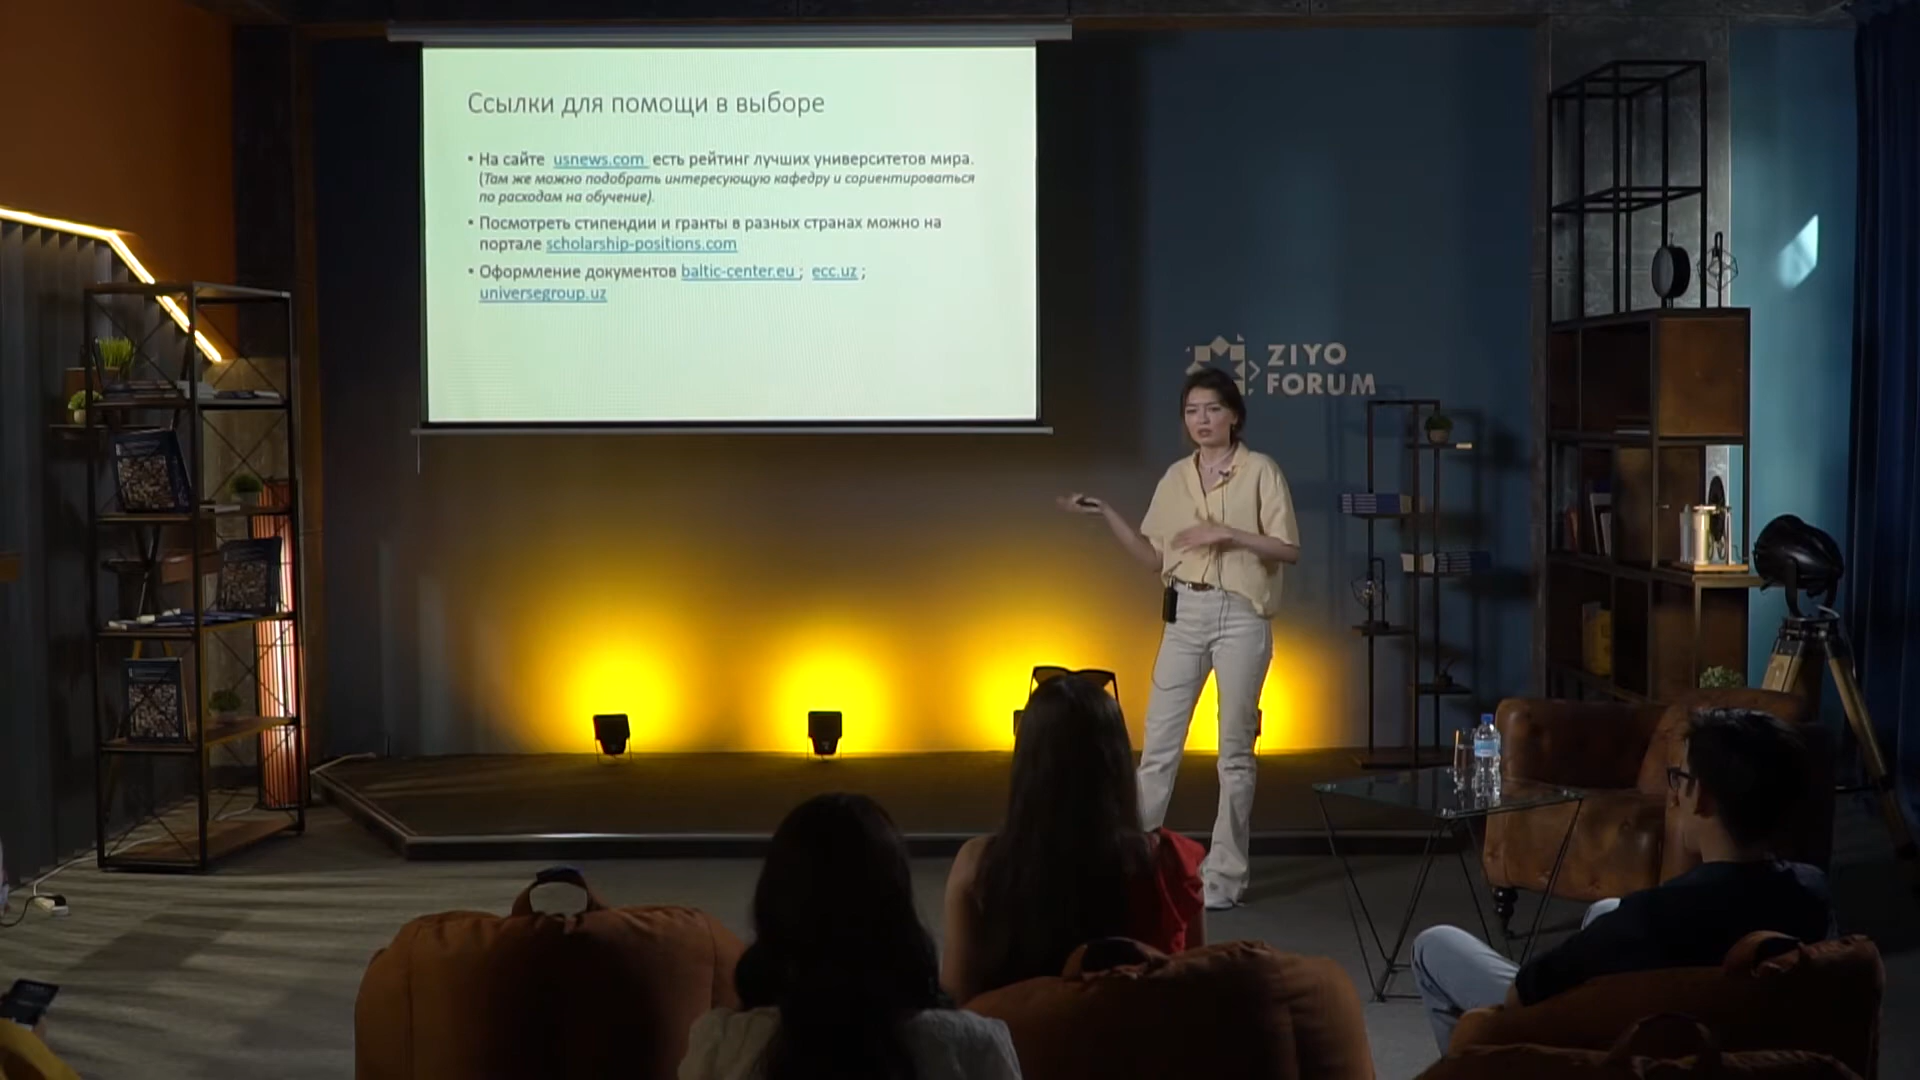 Ссылки для помощи в выборе
• На сайте usnews.com есть рейтинг лучших университетов мира.
(Там же можно подобрать интересующую кафедру и сориентироваться
по расходам на обучение).
• Посмотреть стипендии и гранты в разных странах можно на
портале scholarship-positions.com
• Оформление документов baltic-center.eu ; ecc.uz ;
universegroup.uz
ZIYO
FORUM